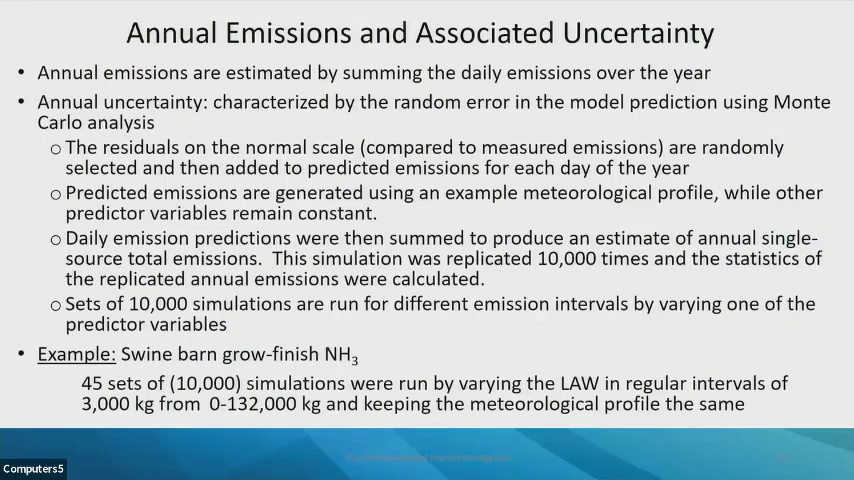 Annual Emissions and Associated Uncertainty
• Annual emissions are estimated by summing the daily emissions over the year
• Annual uncertainty: characterized by the random error in the model prediction using Monte
Carlo analysis
o The residuals on the normal scale (compared to measured emissions) are randomly
selected and then added to predicted emissions for each day of the year
o Predicted emissions are generated using an example meteorological profile, while other
predictor variables remain constant.
o Daily emission predictions were then summed to produce an estimate of annual single-
source total emissions.  This simulation was replicated 10,000 times and the statistics of
the replicated annual emissions were calculated.
o Sets of 10,000 simulations are run for different emission intervals by varying one of the
predictor variables
• Example: Swine barn grow-finish NH3
45 sets of (10,000) simulations were run by varying the LAW in regular intervals of
3,000 kg from  0-132,000 kg and keeping the meteorological profile the same
Computers5